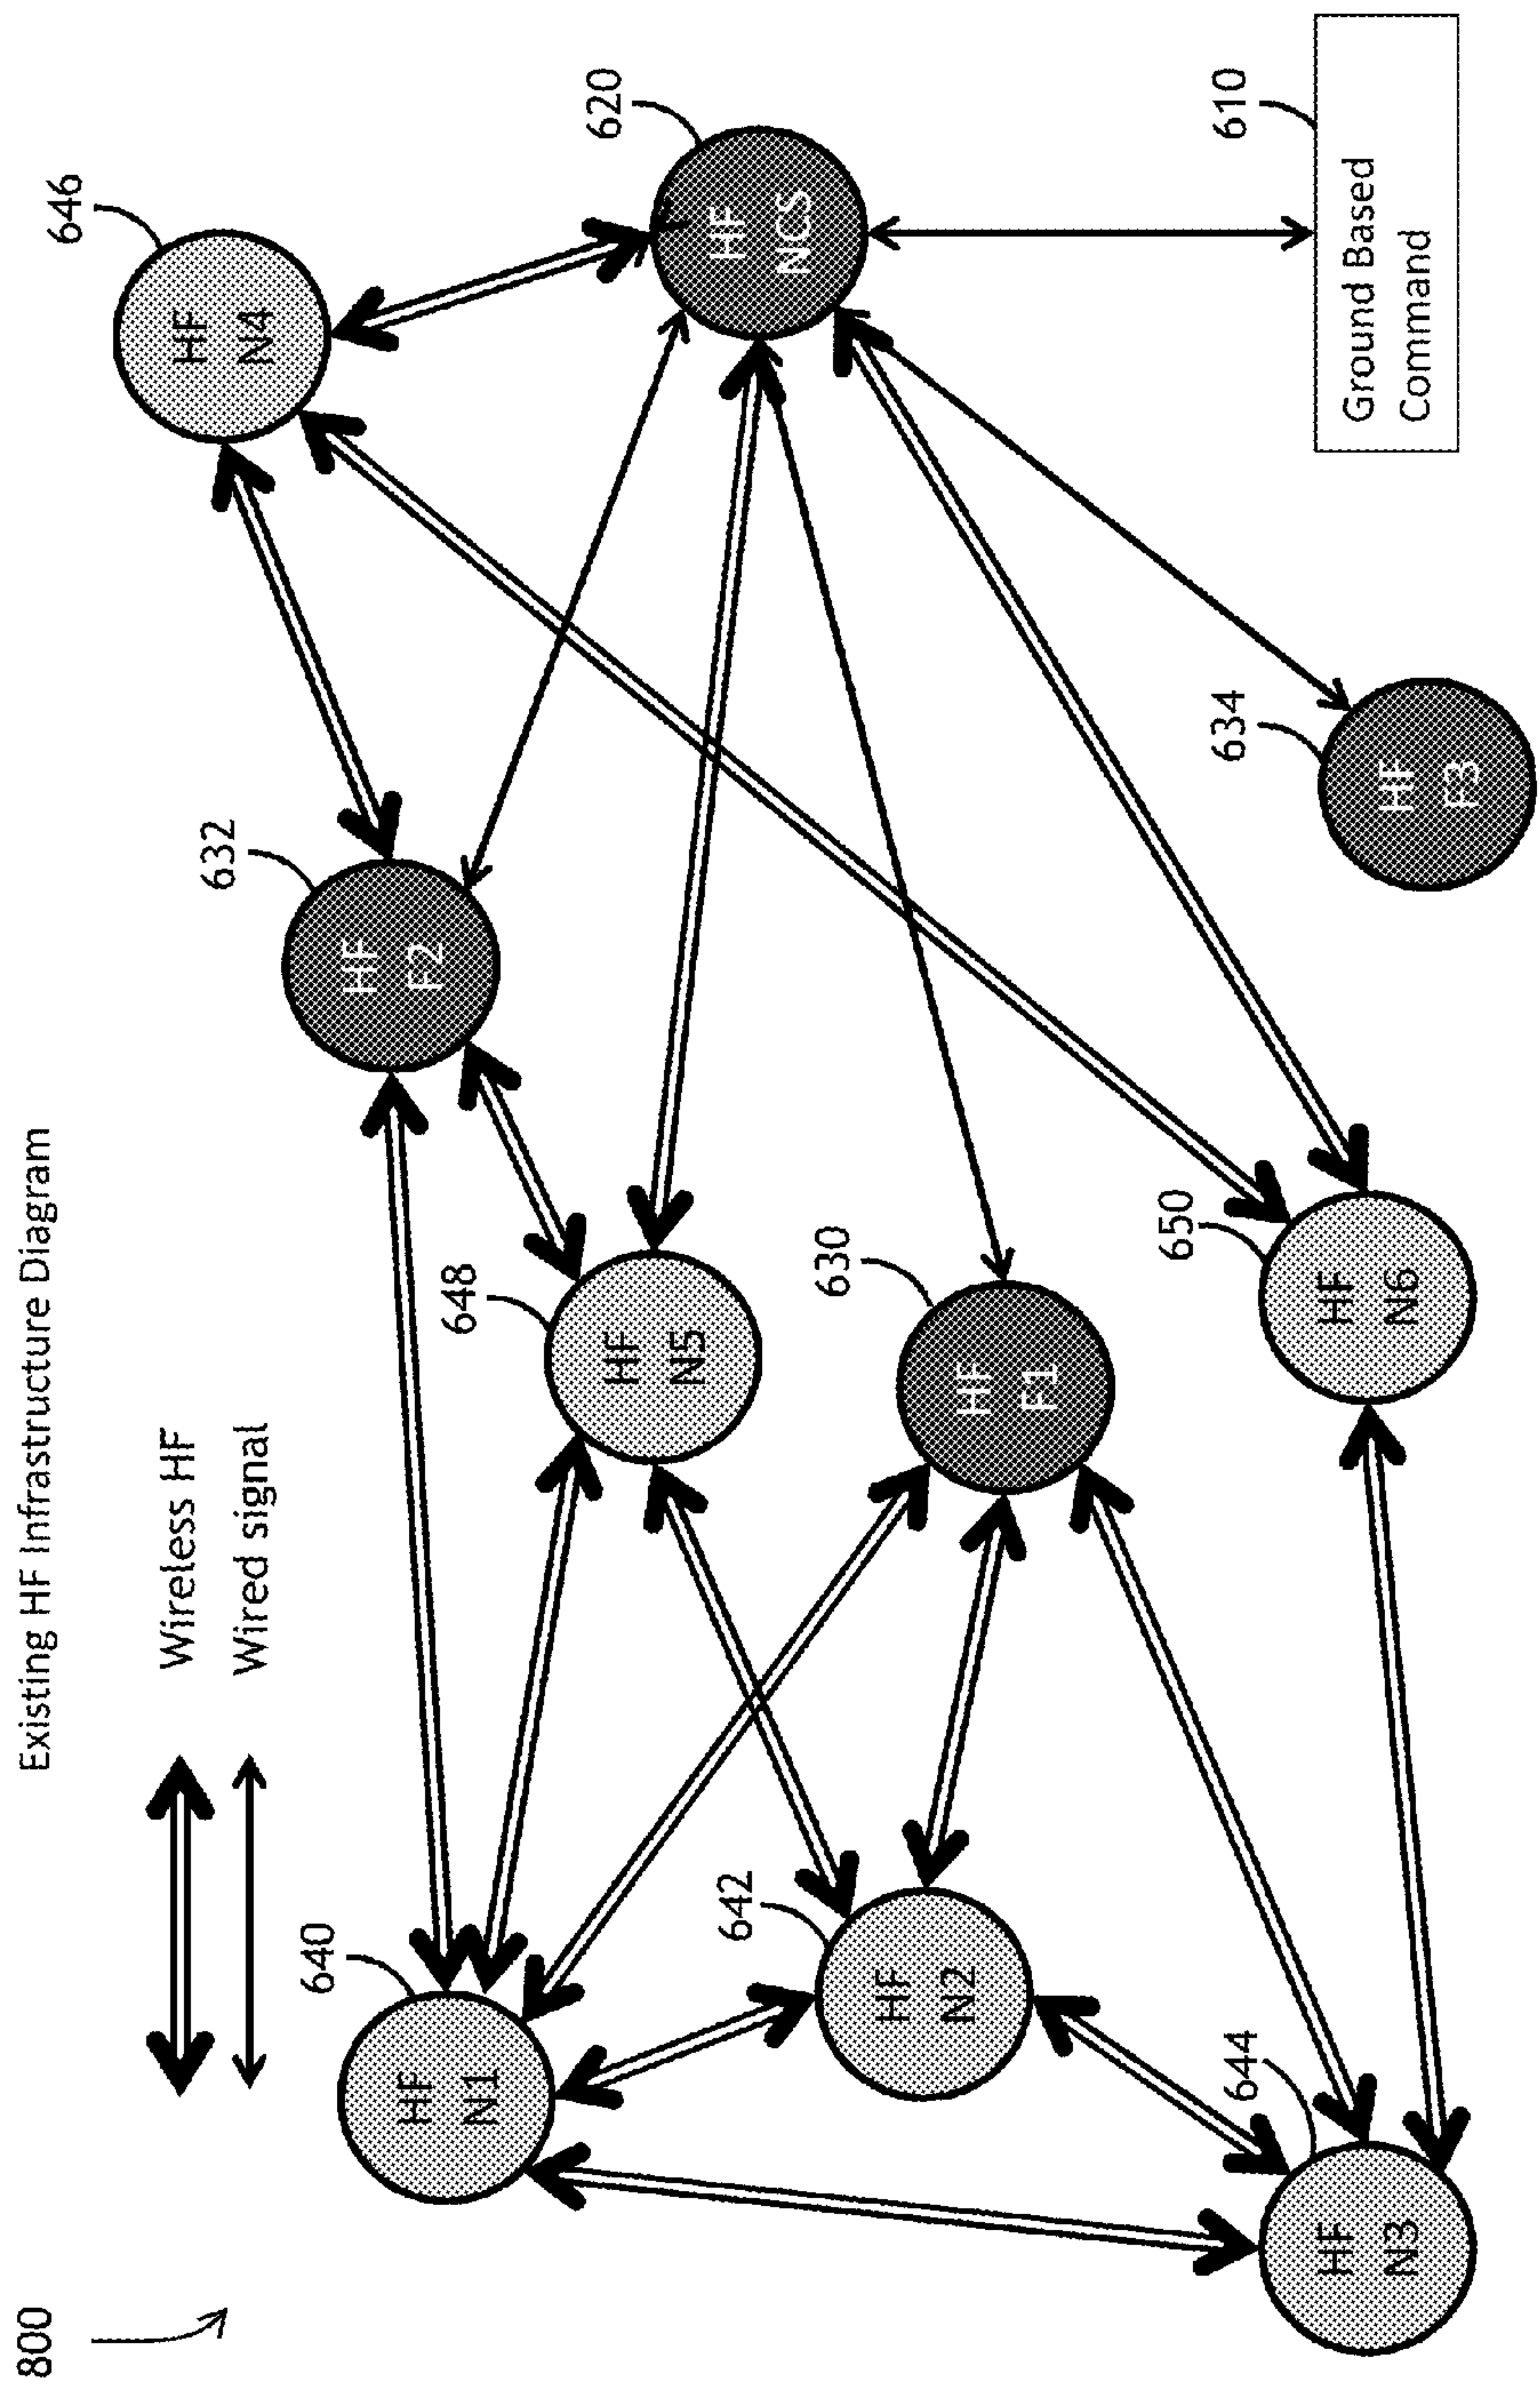 800
Existing HF Infrastructure Diagram
Wireless HF
Wired signal
640
HF
N1
632
HF
F2
646
HF
N4
648
HF
N5
620
HF
NCS
642
HF
N2
630
HF
F1
644
HF
N3
650
HF
N6
634
HF
F3
610
Ground Based
Command